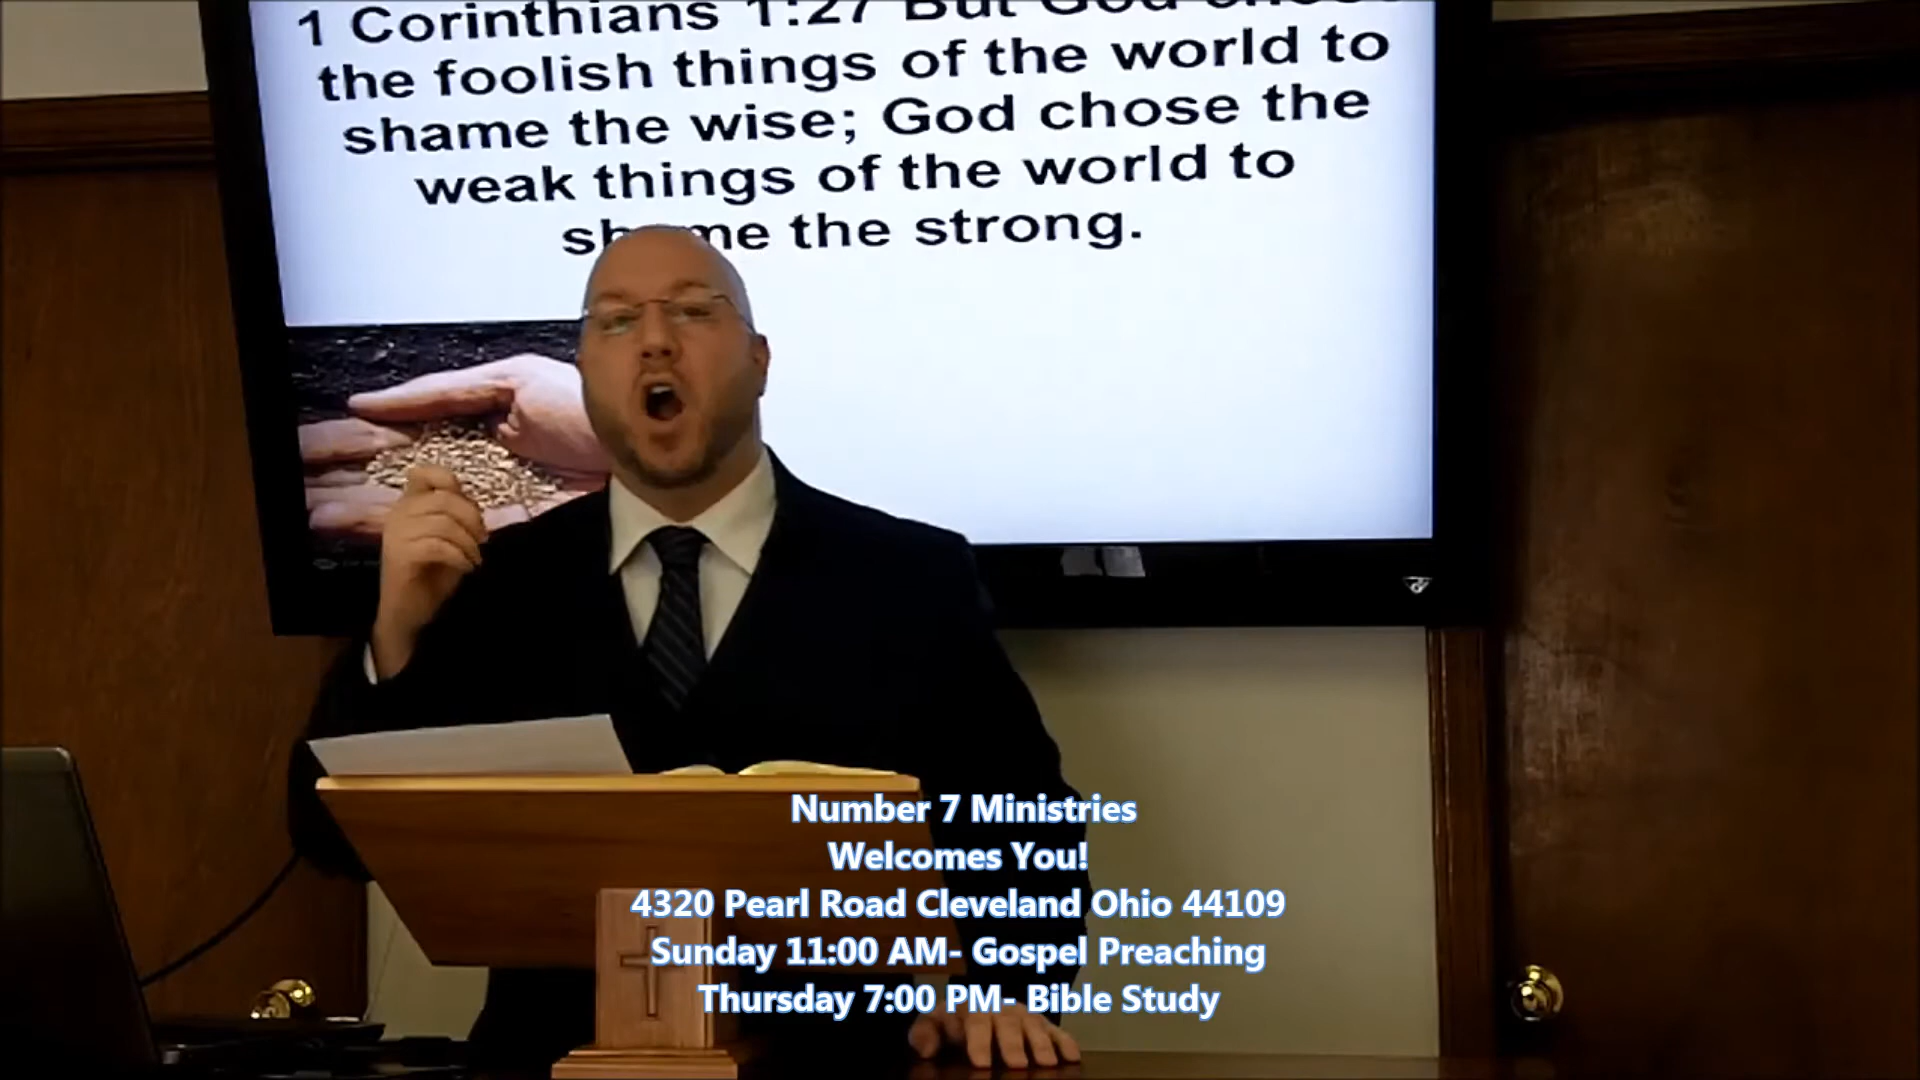 1 Corinthians 1:27 But God chose
the foolish things of the world to
shame the wise; God chose the
weak things of the world to
shame the strong.
Number 7 Ministries
Welcomes You!
4320 Pearl Road Cleveland Ohio 44109
Sunday 11:00 AM- Gospel Preaching
Thursday 7:00 PM- Bible Study